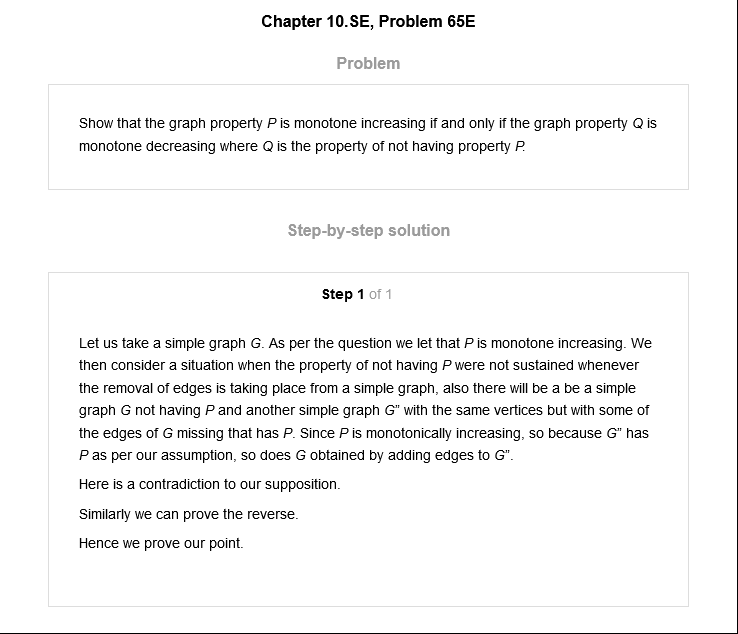 Chapter 10.SE, Problem 65E
Problem
Show that the graph property P is monotone increasing if and only if the graph property Q is
monotone decreasing where Q is the property of not having property P.
Step-by-step solution
Step 1 of 1
Let us take a simple graph G. As per the question we let that P is monotone increasing. We
then consider a situation when the property of not having P were not sustained whenever
the removal of edges is taking place from a simple graph, also there will be a be a simple
graph G not having P and another simple graph G” with the same vertices but with some of
the edges of G missing that has P. Since P is monotonically increasing, so because G” has
P as per our assumption, so does G obtained by adding edges to G”.
Here is a contradiction to our supposition.
Similarly we can prove the reverse.
Hence we prove our point.